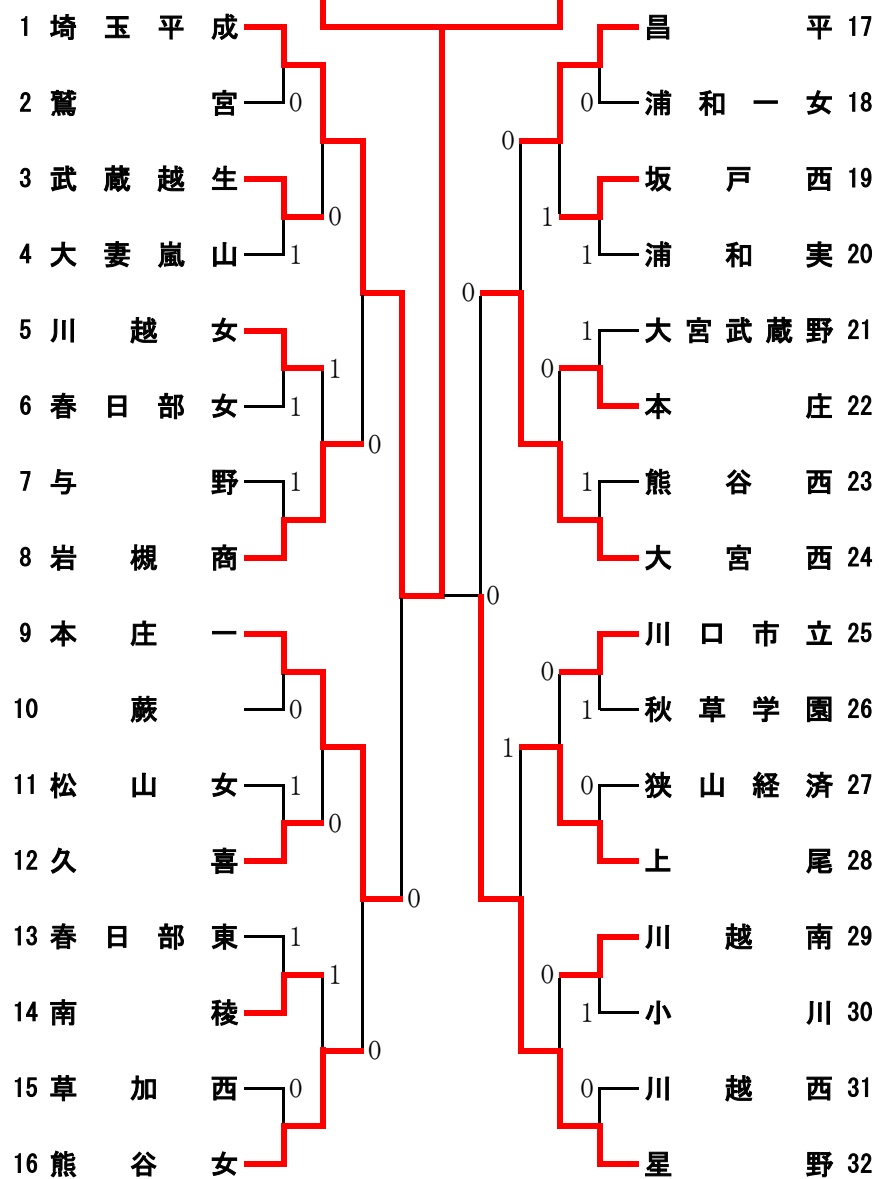 1 埼玉平成
2 鷲宮
0
3 武蔵越生
0
4 大妻嵐山
1
5 川越女
1
6 春日部女
1
0
7 与野
1
8 岩槻商
9 本庄一
10 蕨
0
11 松山女
1
0
12 久喜
0
13 春日部東
1
1
14 南稜
0
15 草加西
0
16 熊谷女
昌平 17
0
浦和一女 18
0
坂戸西 19
1
浦和実 20
1
0
大宮武蔵野 21
1
0
本庄 22
熊谷西 23
1
大宮西 24
0
川口市立 25
0
秋草学園 26
1
1
狭山経済 27
0
上尾 28
川越南 29
0
小川 30
1
川越西 31
0
星野 32